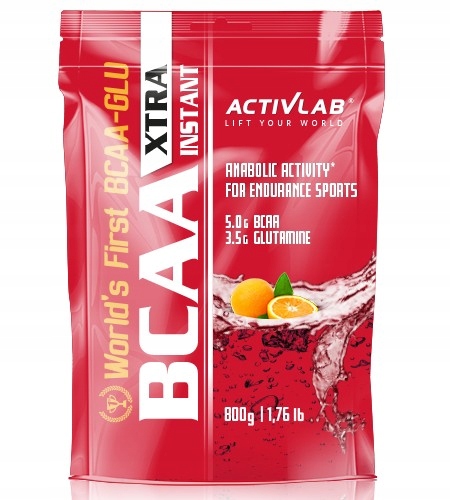 World's First BCAA-GLU
BCAA
XTRA
INSTANT
ACTIVLAB®
LIFT YOUR WORLD
ANABOLIC ACTIVITY*
FOR ENDURANCE SPORTS
5.0g BCAA
3.5g GLUTAMINE
800g | 1,76 lb